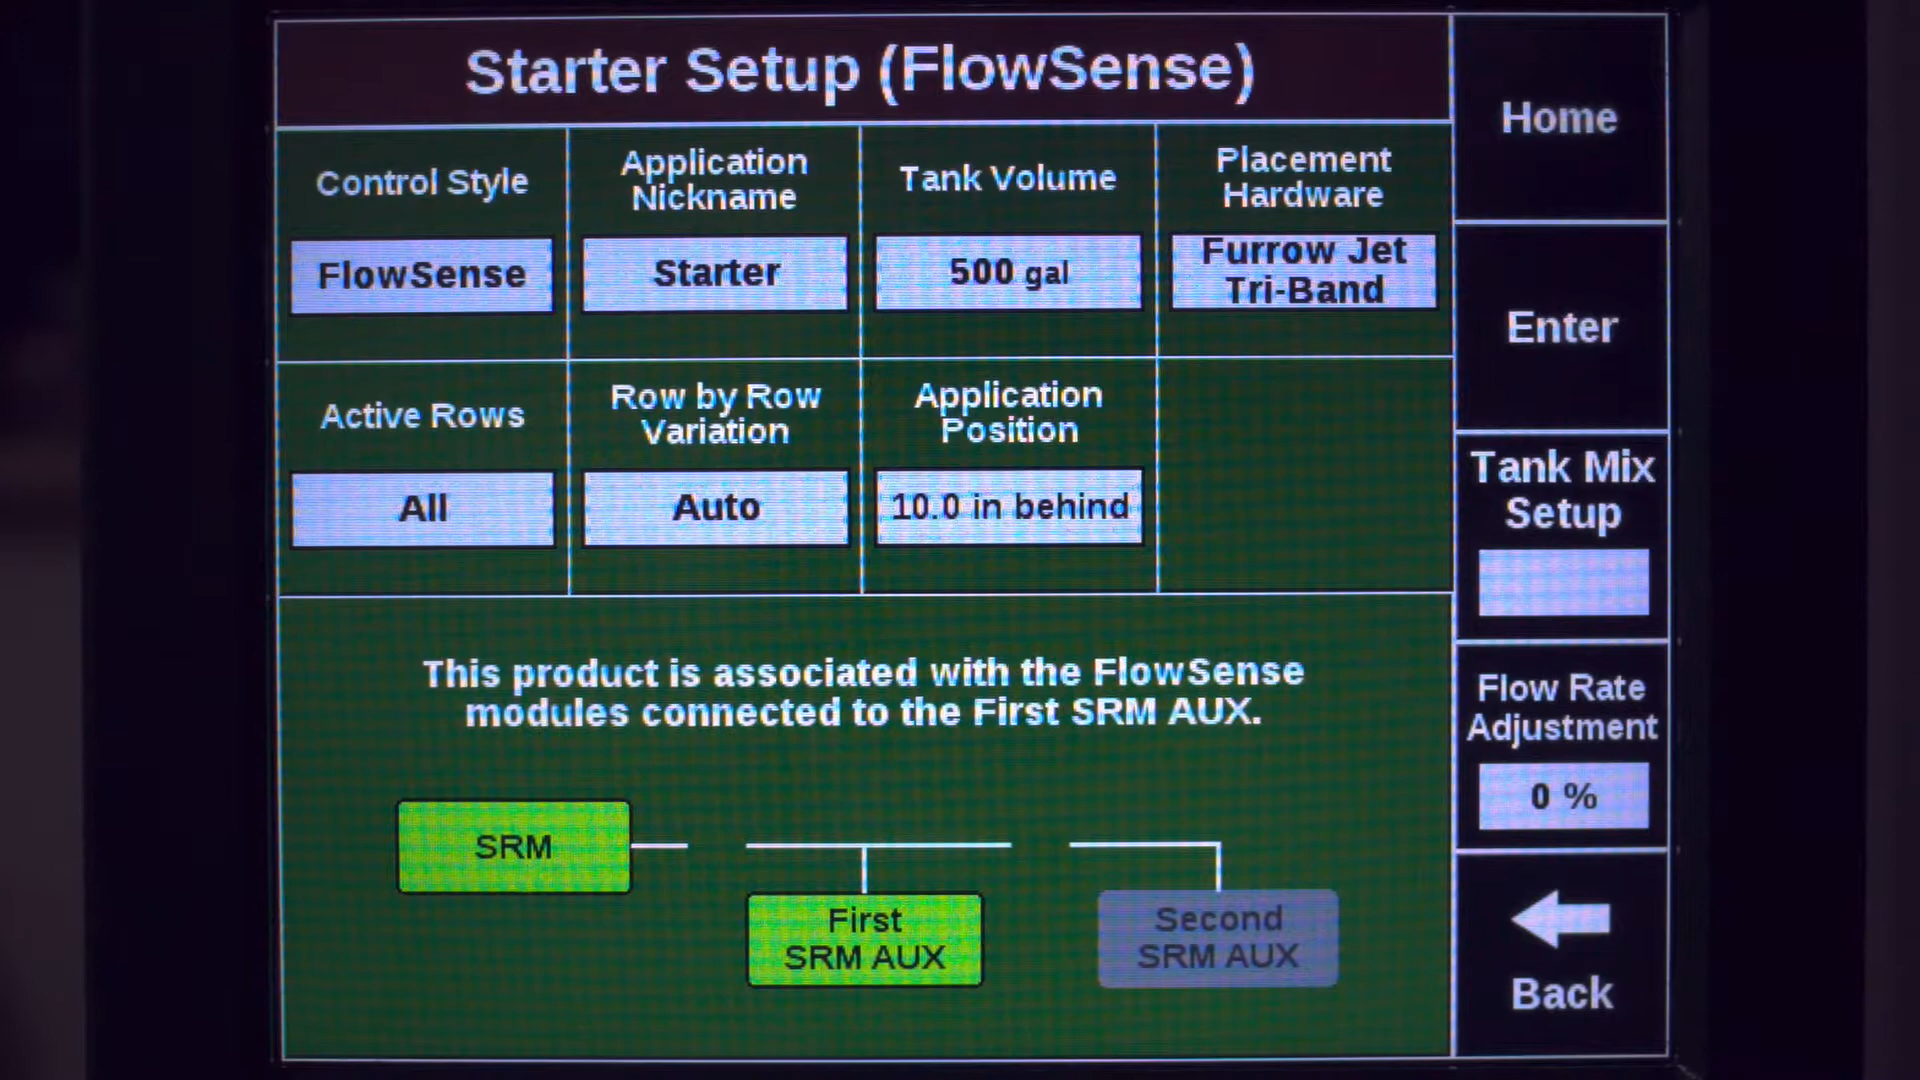 Starter Setup (FlowSense)
Control Style
FlowSense
Application
Nickname
Starter
Tank Volume
500 gal
Placement
Hardware
Furrow Jet
Tri-Band
Active Rows
All
Row by Row
Variation
Auto
Application
Position
10.0 in behind
This product is associated with the FlowSense
modules connected to the First SRM AUX.
SRM
First
SRM AUX
Second
SRM AUX
Home
Enter
Tank Mix
Setup
Flow Rate
Adjustment
0 %
Back